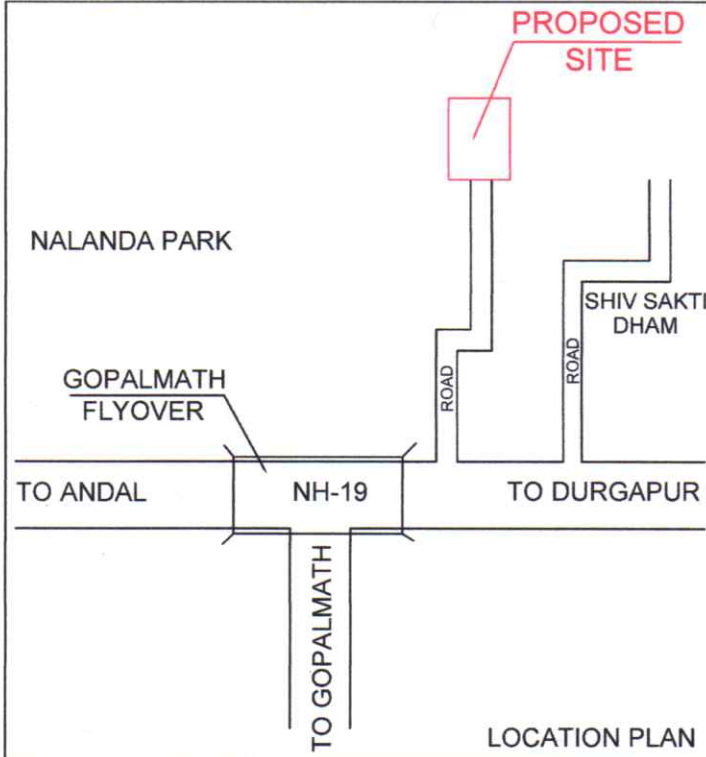 PROPOSED
SITE
NALANDA PARK
SHIV SAKTI
DHAM
ROAD
ROAD
GOPALMATH
FLYOVER
TO ANDAL
NH-19
TO DURGAPUR
TO GOPALMATH
LOCATION PLAN